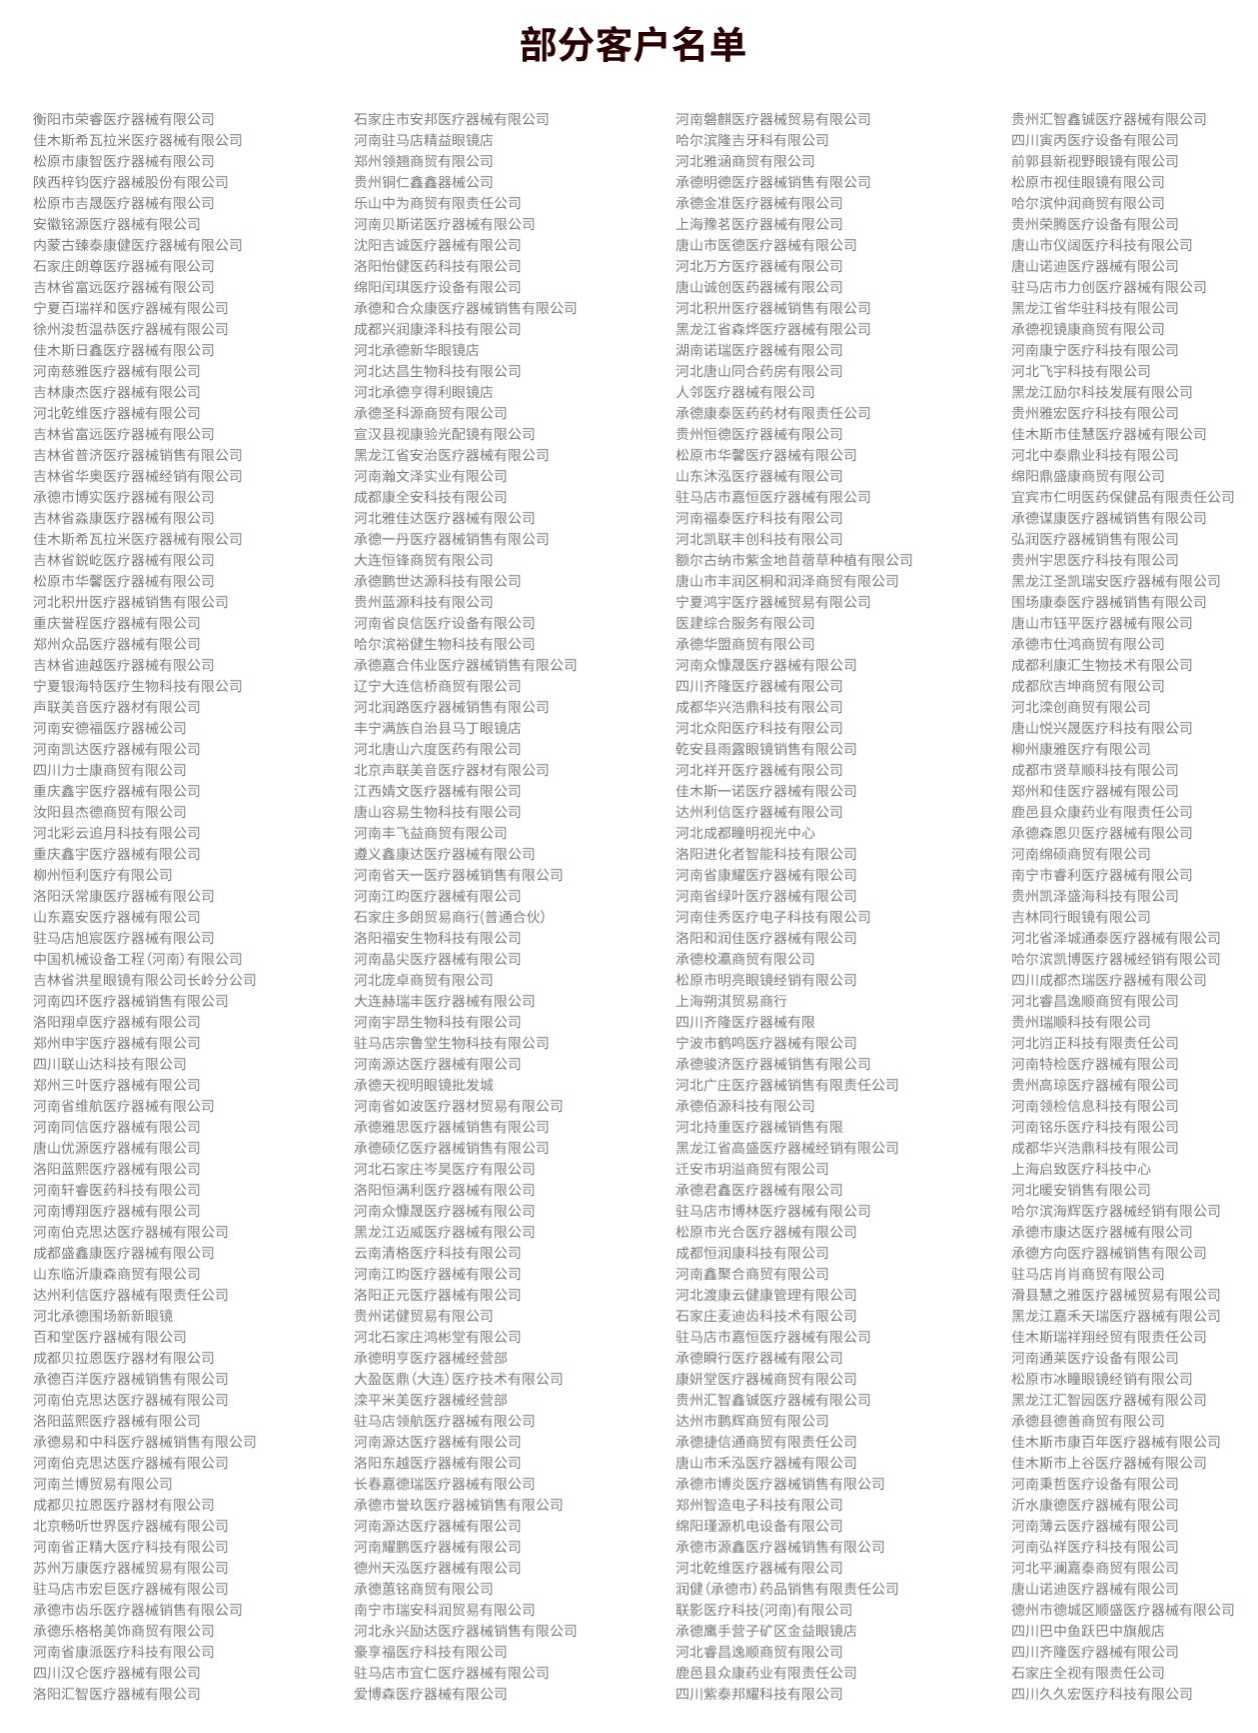 部分客户名单
衡阳市荣睿医疗器械有限公司
佳木斯希瓦拉米医疗器械有限公司
松原市康智医疗器械有限公司
陕西梓钧医疗器械股份有限公司
松原市吉晟医疗器械有限公司
安徽铭源医疗器械有限公司
内蒙古臻泰康健医疗器械有限公司
石家庄朗尊医疗器械有限公司
吉林省富远医疗器械有限公司
宁夏百瑞祥和医疗器械有限公司
徐州浚哲温恭医疗器械有限公司
佳木斯日鑫医疗器械有限公司
河南慈雅医疗器械有限公司
吉林康杰医疗器械有限公司
河北乾维医疗器械有限公司
吉林省富远医疗器械有限公司
吉林省普济医疗器械销售有限公司
吉林省华奥医疗器械经销有限公司
承德市博实医疗器械有限公司
吉林省淼康医疗器械有限公司
佳木斯希瓦拉米医疗器械有限公司
吉林省鋭屹医疗器械有限公司
松原市华馨医疗器械有限公司
河北积卅医疗器械销售有限公司
重庆誉程医疗器械有限公司
郑州众品医疗器械有限公司
吉林省迪越医疗器械有限公司
宁夏银海特医疗生物科技有限公司
声联美音医疗器材有限公司
河南安德福医疗器械公司
河南凯达医疗器械有限公司
四川力士康商贸有限公司
重庆鑫宇医疗器械有限公司
汝阳县杰德商贸有限公司
河北彩云追月科技有限公司
重庆鑫宇医疗器械有限公司
柳州恒利医疗有限公司
洛阳沃常康医疗器械有限公司
山东嘉安医疗器械有限公司
驻马店旭宸医疗器械有限公司
中国机械设备工程(河南)有限公司
吉林省洪星眼镜有限公司长岭分公司
河南四环医疗器械销售有限公司
洛阳翔卓医疗器械有限公司
郑州申宇医疗器械有限公司
四川联山达科技有限公司
郑州三叶医疗器械有限公司
河南省维航医疗器械有限公司
河南同信医疗器械有限公司
唐山优源医疗器械有限公司
洛阳蓝熙医疗器械有限公司
河南轩睿医药科技有限公司
河南博翔医疗器械有限公司
河南伯克思达医疗器械有限公司
成都盛鑫康医疗器械有限公司
山东临沂康森商贸有限公司
达州利信医疗器械有限责任公司
河北承德围场新新眼镜
百和堂医疗器械有限公司
成都贝拉恩医疗器材有限公司
承德百洋医疗器械销售有限公司
河南伯克思达医疗器械有限公司
洛阳蓝熙医疗器械有限公司
承德易和中科医疗器械销售有限公司
河南伯克思达医疗器械有限公司
河南兰博贸易有限公司
成都贝拉恩医疗器材有限公司
北京畅听世界医疗器械有限公司
河南省正精大医疗科技有限公司
苏州万康医疗器械贸易有限公司
驻马店市宏巨医疗器械有限公司
承德市齿乐医疗器械销售有限公司
承德乐格格美饰商贸有限公司
河南省康派医疗科技有限公司
四川汉仑医疗器械有限公司
洛阳汇智医疗器械有限公司
石家庄市安邦医疗器械有限公司
河南驻马店精益眼镜店
郑州领翘商贸有限公司
贵州铜仁鑫鑫器械公司
乐山中为商贸有限责任公司
河南贝斯诺医疗器械有限公司
沈阳吉诚医疗器械有限公司
洛阳怡健医药科技有限公司
绵阳闰琪医疗设备有限公司
承德和合众康医疗器械销售有限公司
成都兴润康泽科技有限公司
河北承德新华眼镜店
河北达昌生物科技有限公司
河北承德亨得利眼镜店
承德圣科源商贸有限公司
宣汉县视康验光配镜有限公司
黑龙江省安治医疗器械有限公司
河南瀚文泽实业有限公司
成都康全安科技有限公司
河北雅佳达医疗器械有限公司
承德一丹医疗器械销售有限公司
大连恒锋商贸有限公司
承德鹏世达源科技有限公司
贵州蓝源科技有限公司
河南省良信医疗设备有限公司
哈尔滨裕健生物科技有限公司
承德嘉合伟业医疗器械销售有限公司
辽宁大连信桥商贸有限公司
河北润路医疗器械销售有限公司
丰宁满族自治县马丁眼镜店
河北唐山六度医药有限公司
北京声联美音医疗器材有限公司
江西婧文医疗器械有限公司
唐山容易生物科技有限公司
河南丰飞益商贸有限公司
遵义鑫康达医疗器械有限公司
河南省天一医疗器械销售有限公司
河南江昀医疗器械有限公司
石家庄多朗贸易商行(普通合伙)
洛阳福安生物科技有限公司
河南晶尖医疗器械有限公司
河北庞卓商贸有限公司
大连赫瑞丰医疗器械有限公司
河南宇昂生物科技有限公司
驻马店宗鲁堂生物科技有限公司
河南源达医疗器械有限公司
承德天视明眼镜批发城
河南省如波医疗器材贸易有限公司
承德雅思医疗器械销售有限公司
承德硕亿医疗器械销售有限公司
河北石家庄岑昊医疗有限公司
洛阳恒满利医疗器械有限公司
河南众慷晟医疗器械有限公司
黑龙江迈威医疗器械有限公司
云南清格医疗科技有限公司
河南江昀医疗器械有限公司
洛阳正元医疗器械有限公司
贵州诺健贸易有限公司
河北石家庄鸿彬堂有限公司
承德明亨医疗器械经营部
大盈医鼎(大连)医疗技术有限公司
滦平米美医疗器械经营部
驻马店领航医疗器械有限公司
河南源达医疗器械有限公司
洛阳东越医疗器械有限公司
长春嘉德瑞医疗器械有限公司
承德市誉玖医疗器械销售有限公司
河南源达医疗器械有限公司
河南耀鹏医疗器械有限公司
德州天泓医疗器械有限公司
承德蕙铭商贸有限公司
南宁市瑞安科润贸易有限公司
河北永兴励达医疗器械销售有限公司
豪享福医疗科技有限公司
驻马店市宜仁医疗器械有限公司
爱博森医疗器械有限公司
河南磐麒医疗器械贸易有限公司
哈尔滨隆吉牙科有限公司
河北雅涵商贸有限公司
承德明德医疗器械销售有限公司
承德金准医疗器械有限公司
上海豫茗医疗器械有限公司
唐山市医德医疗器械有限公司
河北万方医疗器械有限公司
唐山诚创医药器械有限公司
河北积卅医疗器械销售有限公司
黑龙江省森烨医疗器械有限公司
湖南诺瑞医疗器械有限公司
河北唐山同合药房有限公司
人邻医疗器械有限公司
承德康泰医药药材有限责任公司
贵州恒德医疗器械有限公司
松原市华馨医疗器械有限公司
山东沐泓医疗器械有限公司
驻马店市嘉恒医疗器械有限公司
河南福泰医疗科技有限公司
河北凯联丰创科技有限公司
额尔古纳市紫金地苜蓿草种植有限公司
唐山市丰润区桐和润泽商贸有限公司
宁夏鸿宇医疗器械贸易有限公司
医建综合服务有限公司
承德华盟商贸有限公司
河南众慷晟医疗器械有限公司
四川齐隆医疗器械有限公司
成都华兴浩鼎科技有限公司
河北众阳医疗科技有限公司
乾安县雨露眼镜销售有限公司
河北祥开医疗器械有限公司
佳木斯一诺医疗器械有限公司
达州利信医疗器械有限公司
河北成都瞳明视光中心
洛阳进化者智能科技有限公司
河南省康耀医疗器械有限公司
河南省绿叶医疗器械有限公司
河南佳秀医疗电子科技有限公司
洛阳和润佳医疗器械有限公司
承德校瀛商贸有限公司
松原市明亮眼镜经销有限公司
上海朔淇贸易商行
四川齐隆医疗器械有限
宁波市鹤鸣医疗器械有限公司
承德骏济医疗器械销售有限公司
河北广庄医疗器械销售有限责任公司
承德佰源科技有限公司
河北持重医疗器械销售有限
黑龙江省高盛医疗器械经销有限公司
迁安市玥溢商贸有限公司
承德君鑫医疗器械有限公司
驻马店市博林医疗器械有限公司
松原市光合医疗器械有限公司
成都恒润康科技有限公司
河南鑫聚合商贸有限公司
河北渡康云健康管理有限公司
石家庄麦迪齿科技术有限公司
驻马店市嘉恒医疗器械有限公司
承德瞬行医疗器械有限公司
康妍堂医疗器械商贸有限公司
贵州汇智鑫铖医疗器械有限公司
达州市鹏辉商贸有限公司
承德捷信通商贸有限责任公司
唐山市禾泓医疗器械有限公司
承德市博炎医疗器械销售有限公司
郑州智造电子科技有限公司
绵阳瑾源机电设备有限公司
承德市源鑫医疗器械销售有限公司
河北乾维医疗器械有限公司
润健(承德市)药品销售有限责任公司
联影医疗科技(河南)有限公司
承德鹰手营子矿区金益眼镜店
河北睿昌逸顺商贸有限公司
鹿邑县众康药业有限责任公司
四川紫泰邦耀科技有限公司
贵州汇智鑫铖医疗器械有限公司
四川寅丙医疗设备有限公司
前郭县新视野眼镜有限公司
松原市视佳眼镜有限公司
哈尔滨仲润商贸有限公司
贵州荣腾医疗设备有限公司
唐山市仪阔医疗科技有限公司
唐山诺迪医疗器械有限公司
驻马店市力创医疗器械有限公司
黑龙江省华驻科技有限公司
承德视镜康商贸有限公司
河南康宁医疗科技有限公司
河北飞宇科技有限公司
黑龙江励尔科技发展有限公司
贵州雅宏医疗科技有限公司
佳木斯市佳慧医疗器械有限公司
河北中泰鼎业科技有限公司
绵阳鼎盛康商贸有限公司
宜宾市仁明医药保健品有限责任公司
承德谋康医疗器械销售有限公司
弘润医疗器械销售有限公司
贵州宇思医疗科技有限公司
黑龙江圣凯瑞安医疗器械有限公司
围场康泰医疗器械销售有限公司
唐山市钰平医疗器械有限公司
承德市仕鸿商贸有限公司
成都利康汇生物技术有限公司
成都欣吉坤商贸有限公司
河北滦创商贸有限公司
唐山悦兴晟医疗科技有限公司
柳州康雅医疗有限公司
成都市贤草顺科技有限公司
郑州和佳医疗器械有限公司
鹿邑县众康药业有限责任公司
承德森恩贝医疗器械有限公司
河南绵硕商贸有限公司
南宁市睿利医疗器械有限公司
贵州凯泽盛海科技有限公司
吉林同行眼镜有限公司
河北省泽城通泰医疗器械有限公司
哈尔滨凯博医疗器械经销有限公司
四川成都杰瑞医疗器械有限公司
河北睿昌逸顺商贸有限公司
贵州瑞顺科技有限公司
河北岿正科技有限责任公司
河南特检医疗器械有限公司
贵州高琼医疗器械有限公司
河南领检信息科技有限公司
河南铭乐医疗科技有限公司
成都华兴浩鼎科技有限公司
上海启致医疗科技中心
河北暖安销售有限公司
哈尔滨海辉医疗器械经销有限公司
承德市康达医疗器械有限公司
承德方向医疗器械销售有限公司
驻马店肖肖商贸有限公司
滑县慧之雅医疗器械贸易有限公司
黑龙江嘉禾天瑞医疗器械有限公司
佳木斯瑞祥翔经贸有限责任公司
河南通莱医疗设备有限公司
松原市冰瞳眼镜经销有限公司
黑龙江汇智园医疗器械有限公司
承德县德善商贸有限公司
佳木斯市康百年医疗器械有限公司
佳木斯市上谷医疗器械有限公司
河南秉哲医疗设备有限公司
沂水康德医疗器械有限公司
河南薄云医疗器械有限公司
河南弘祥医疗科技有限公司
河北平澜嘉泰商贸有限公司
唐山诺迪医疗器械有限公司
德州市德城区顺盛医疗器械有限公司
四川巴中鱼跃巴中旗舰店
四川齐隆医疗器械有限公司
石家庄全视有限责任公司
四川久久宏医疗科技有限公司